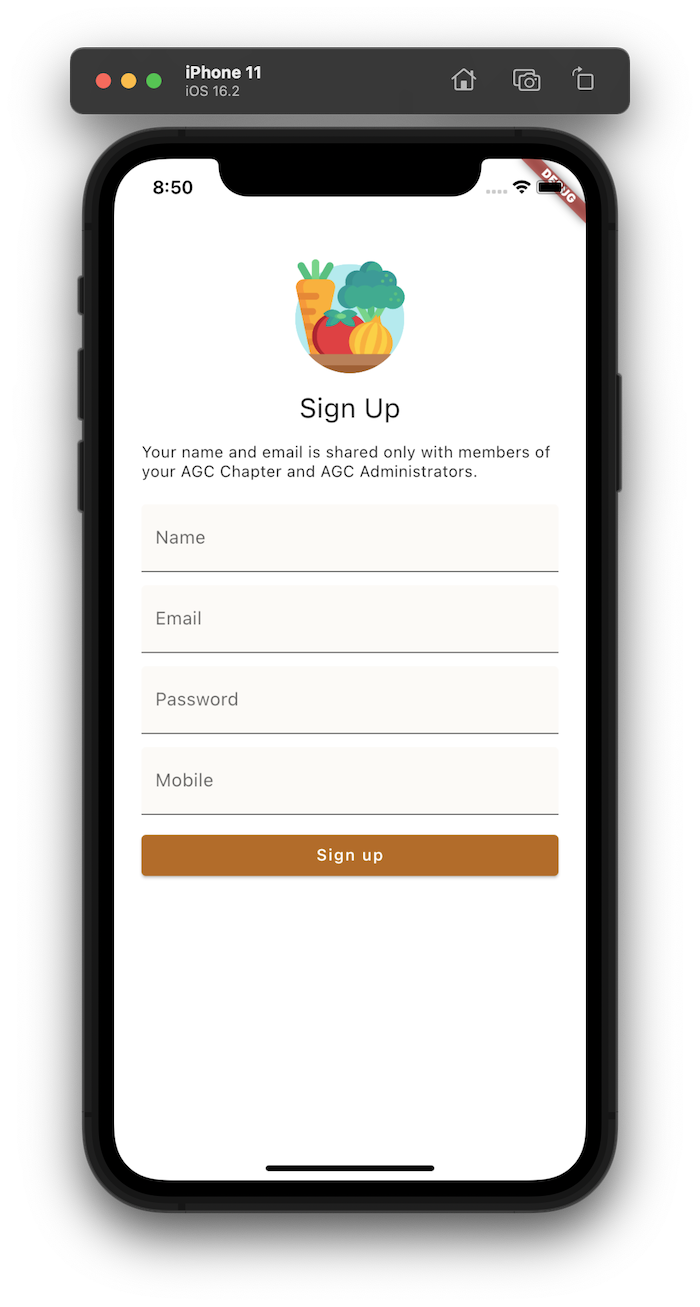 iPhone 11
iOS 16.2
8:50
DEBUG
Sign Up
Your name and email is shared only with members of
your AGC Chapter and AGC Administrators.
Name
Email
Password
Mobile
Sign up